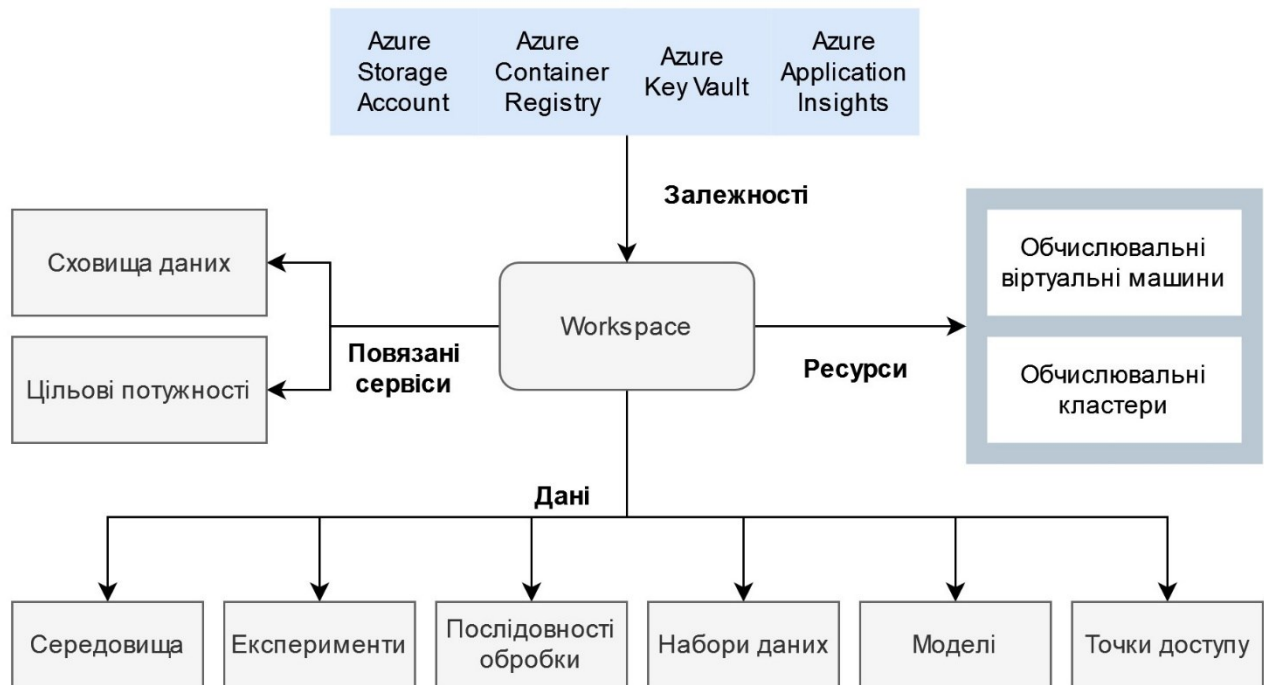 Azure
Storage
Account
Azure
Container
Registry
Azure
Key Vault
Azure
Application
Insights
Залежності
Сховища даних
Цільові потужності
Повязані
сервіси
Workspace
Ресурси
Обчислювальні
віртуальні машини
Обчислювальні
кластери
Дані
Середовища
Експерименти
Послідовності
обробки
Набори даних
Моделі
Точки доступу